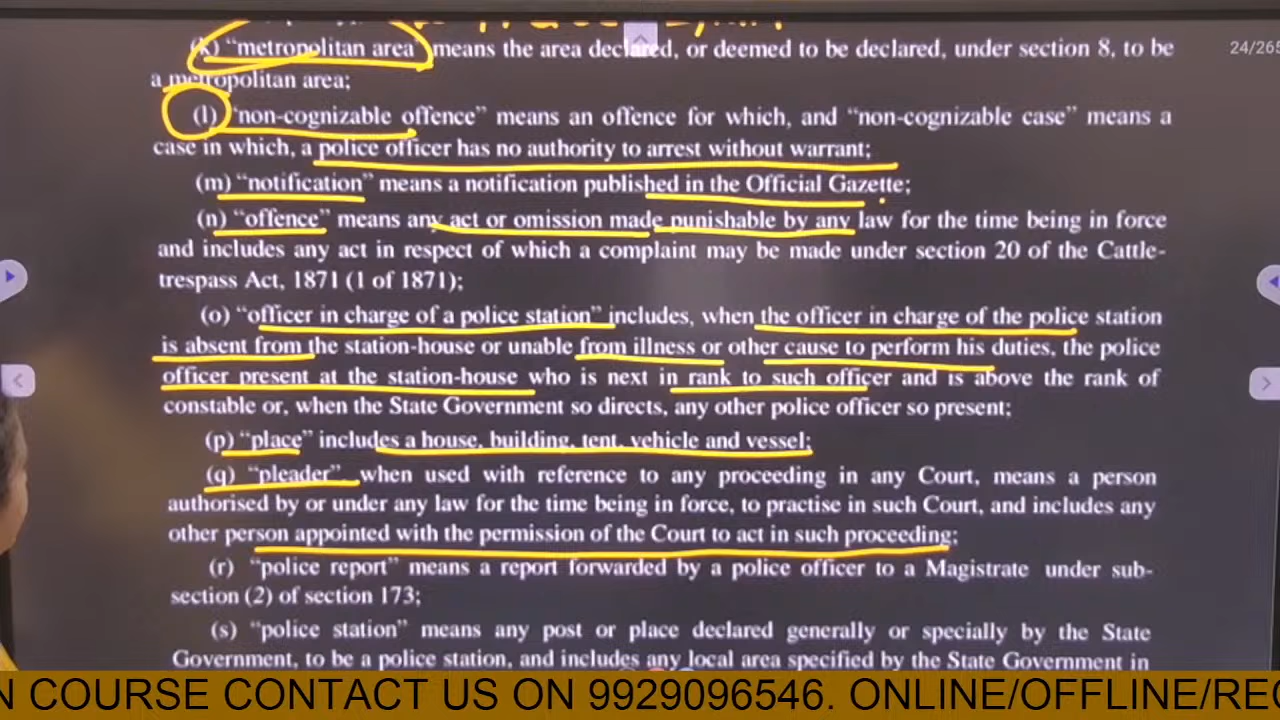 (k) “metropolitan area” means the area declared, or deemed to be declared, under section 8, to be
24/265
a metropolitan area;
(l) “non-cognizable offence” means an offence for which, and “non-cognizable case” means a
case in which, a police officer has no authority to arrest without warrant;
(m) “notification” means a notification published in the Official Gazette;
(n) “offence” means any act or omission made punishable by any law for the time being in force
and includes any act in respect of which a complaint may be made under section 20 of the Cattle-
trespass Act, 1871 (1 of 1871);
(o) “officer in charge of a police station” includes, when the officer in charge of the police station
is absent from the station-house or unable from illness or other cause to perform his duties, the police
officer present at the station-house who is next in rank to such officer and is above the rank of
constable or, when the State Government so directs, any other police officer so present;
(p) “place” includes a house, building, tent, vehicle and vessel;
(q) “pleader”, when used with reference to any proceeding in any Court, means a person
authorised by or under any law for the time being in force, to practise in such Court, and includes any
other person appointed with the permission of the Court to act in such proceeding;
(r) “police report” means a report forwarded by a police officer to a Magistrate under sub-
section (2) of section 173;
(s) “police station” means any post or place declared generally or specially by the State
Government, to be a police station, and includes any local area specified by the State Government in
N COURSE CONTACT US ON 9929096546. ONLINE/OFFLINE/REC